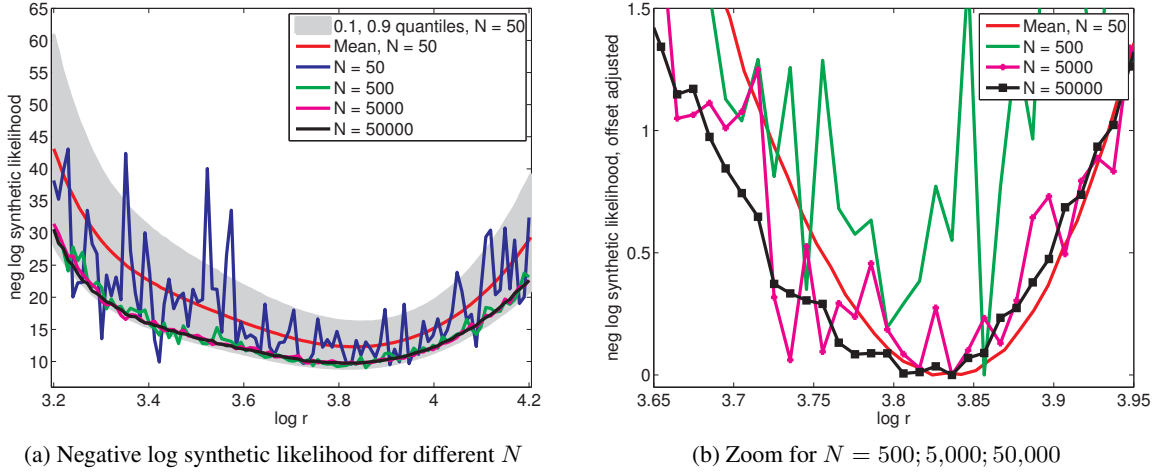 0.1, 0.9 quantiles, N = 50
Mean, N = 50
N = 50
N = 500
N = 5000
N = 50000
neg log synthetic likelihood
65
60
55
50
45
40
35
30
25
20
15
10
3.2 3.4 3.6 3.8 4 4.2
log r
(a) Negative log synthetic likelihood for different N
Mean, N = 50
N = 500
N = 5000
N = 50000
neg log synthetic likelihood, offset adjusted
1.5
1
0.5
0
3.65 3.7 3.75 3.8 3.85 3.9 3.95
log r
(b) Zoom for N = 500; 5,000; 50,000